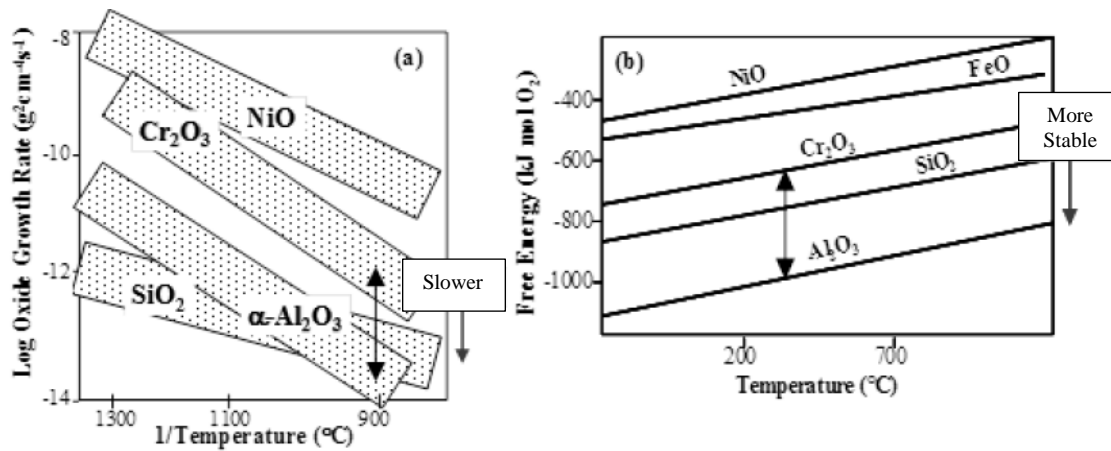 (a)
Log Oxide Growth Rate (g²cm⁻⁴s⁻¹)
-8
-10
-12
-14
NiO
Cr₂O₃
SiO₂
α-Al₂O₃
Slower
1300 1100 900
1/Temperature (°C)
(b)
Free Energy (kJ mol O₂)
-400
-600
-800
-1000
NiO
FeO
Cr₂O₃
SiO₂
Al₂O₃
More
Stable
200 700
Temperature (°C)